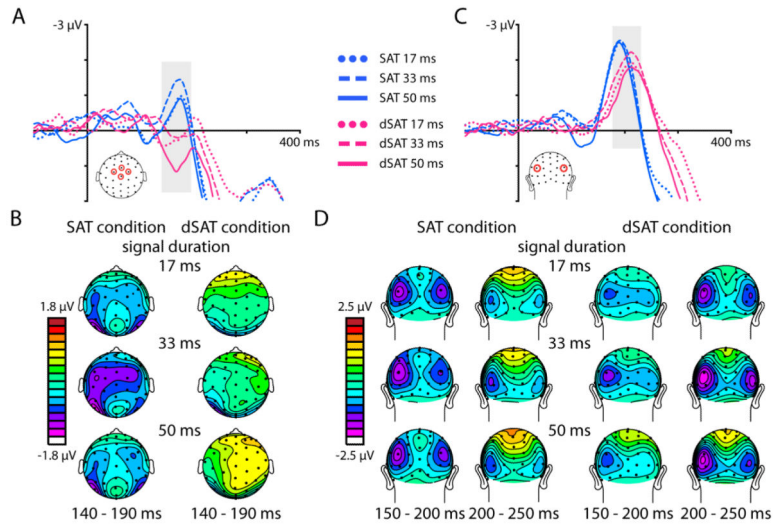 A
-3 μV
400 ms
SAT 17 ms
SAT 33 ms
SAT 50 ms
dSAT 17 ms
dSAT 33 ms
dSAT 50 ms
C
-3 μV
400 ms
B
SAT condition
dSAT condition
signal duration
17 ms
33 ms
50 ms
1.8 μV
-1.8 μV
140 - 190 ms
140 - 190 ms
D
SAT condition
dSAT condition
signal duration
17 ms
33 ms
50 ms
2.5 μV
-2.5 μV
150 - 200 ms
200 - 250 ms
150 - 200 ms
200 - 250 ms